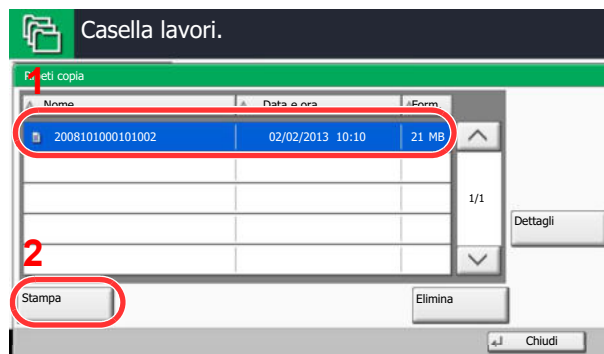 Casella lavori.
Ripeti copia
1
Nome Data e ora Form.
2008101000101002 02/02/2013 10:10 21 MB
1/1
Dettagli
2
Stampa Elimina
Chiudi